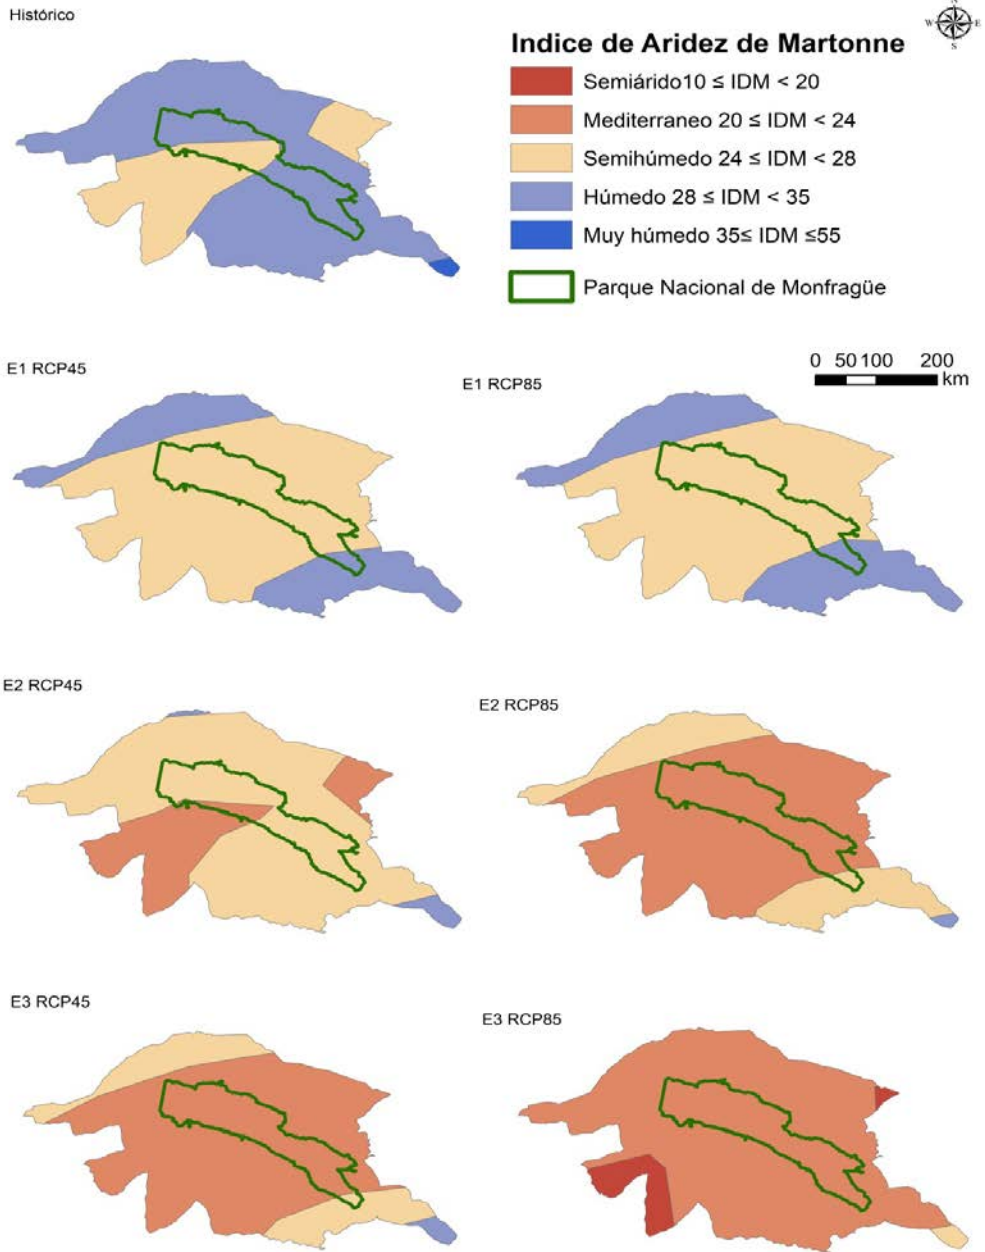 Histórico
N
W E
S
Indice de Aridez de Martonne
Semiárido10 ≤ IDM < 20
Mediterraneo 20 ≤ IDM < 24
Semihúmedo 24 ≤ IDM < 28
Húmedo 28 ≤ IDM < 35
Muy húmedo 35≤ IDM ≤55
Parque Nacional de Monfragüe
E1 RCP45
E1 RCP85
0 50 100 200
km
E2 RCP45
E2 RCP85
E3 RCP45
E3 RCP85